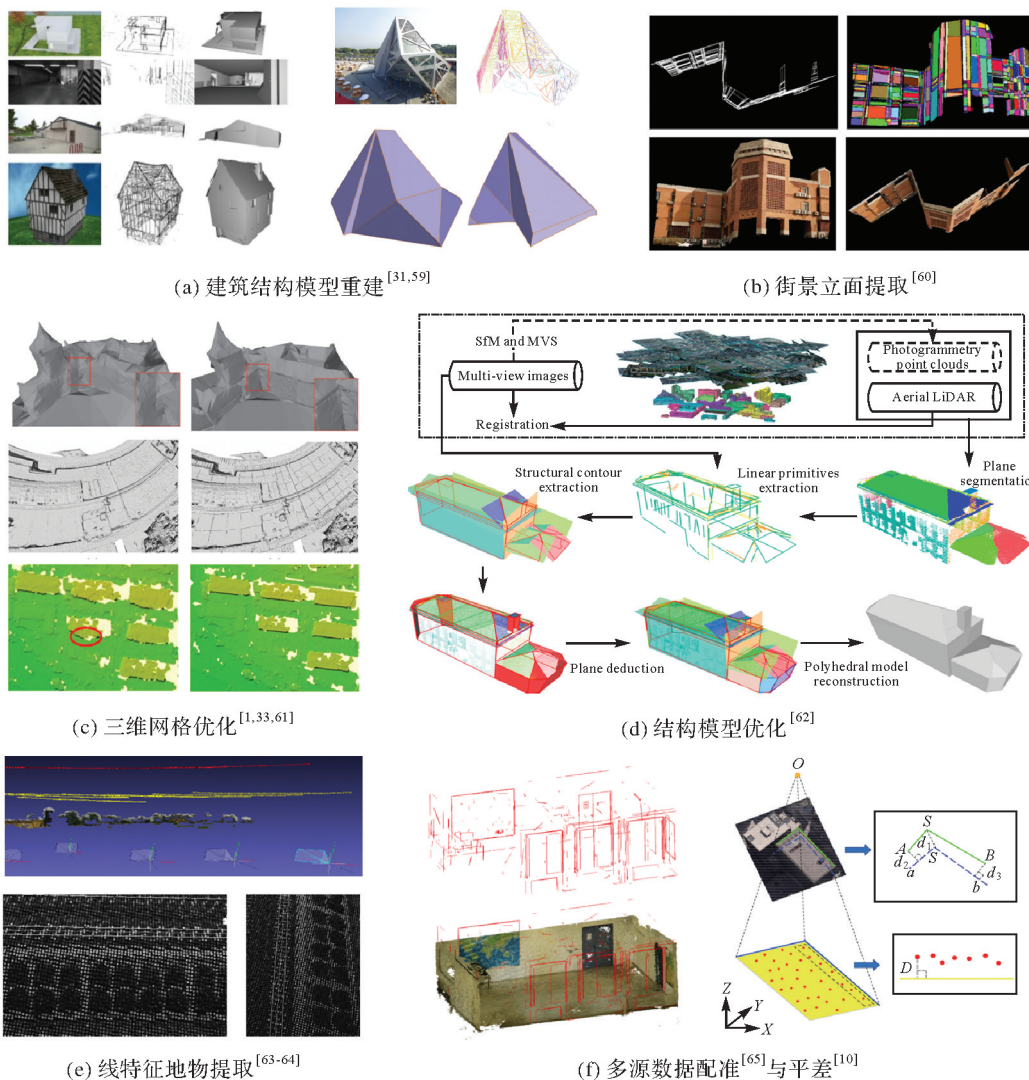 (a) 建筑结构模型重建[31,59]
(b) 街景立面提取[60]
SfM and MVS
Multi-view images
Registration
Photogrammetry
point clouds
Aerial LiDAR
Structural contour
extraction
Linear primitives
extraction
Plane
segmentatio
Plane deduction
Polyhedral model
reconstruction
(c) 三维网格优化[1,33,61]
(d) 结构模型优化[62]
O
S
A
d1
B
d2
S
a
b
d3
D
Z
Y
X
(e) 线特征地物提取[63-64]
(f) 多源数据配准[65]与平差[10]